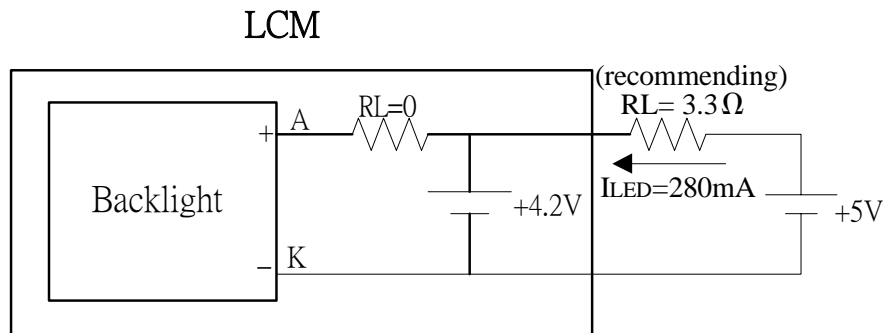 LCM
(recommending)
RL= 3.3Ω
RL=0
+ A
ILED=280mA
Backlight
+4.2V
+5V
− K